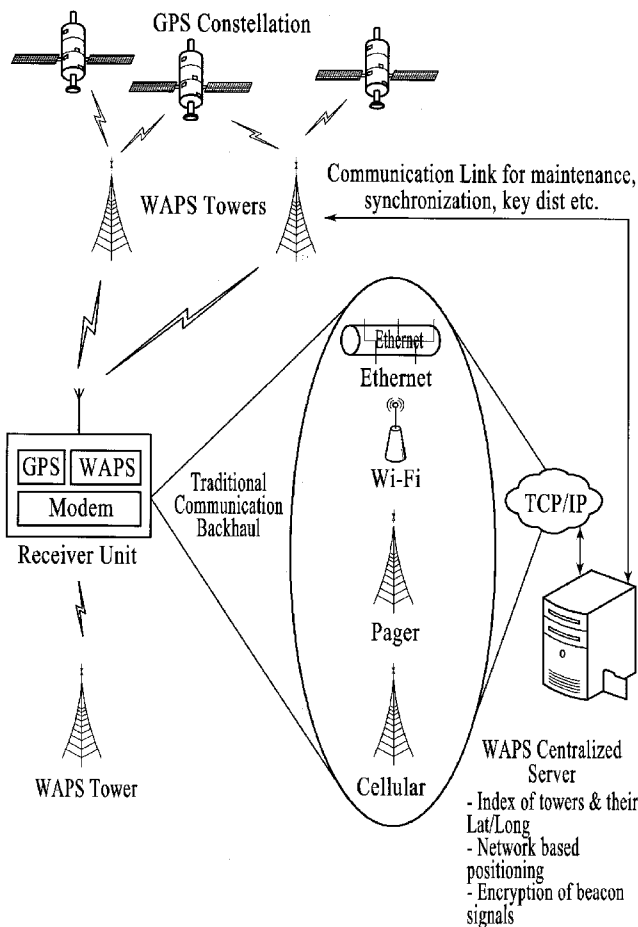 GPS Constellation
Communication Link for maintenance,
synchronization, key dist etc.
WAPS Towers
Ethernet
Ethernet
Wi-Fi
GPS
WAPS
Modem
Receiver Unit
Traditional
Communication
Backhaul
TCP/IP
Pager
WAPS Tower
Cellular
WAPS Centralized
Server
- Index of towers & their
Lat/Long
- Network based
positioning
- Encryption of beacon
signals